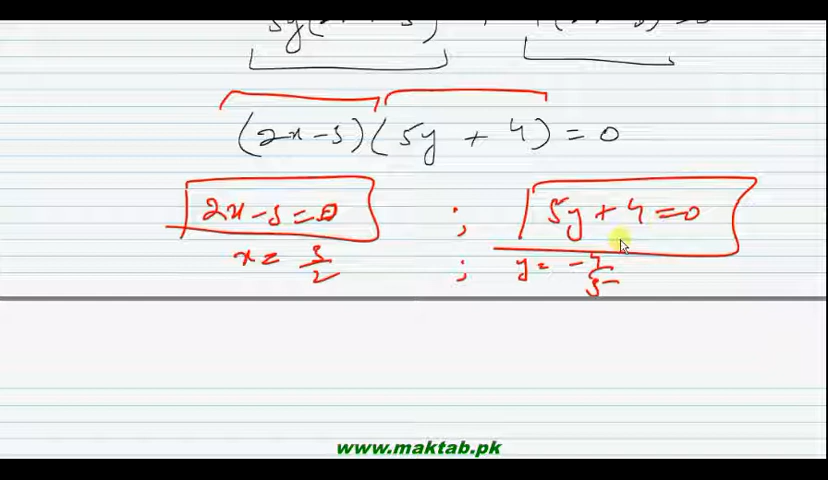 (2x-3)(5y + 4) = 0
2x-3=0 ; 5y+4=0
x = 3/2 ; y = -4/5
www.maktab.pk